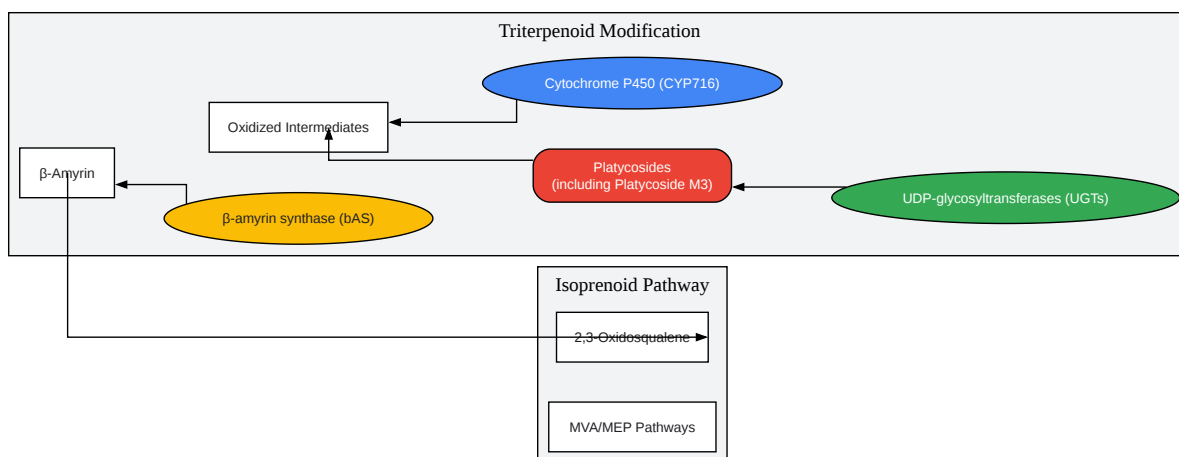 Triterpenoid Modification
Cytochrome P450 (CYP716)
Oxidized Intermediates
β-Amyrin
Platycosides
(including Platycoside M3)
UDP-glycosyltransferases (UGTs)
β-amyrin synthase (bAS)
Isoprenoid Pathway
2,3-Oxidosqualene
MVA/MEP Pathways